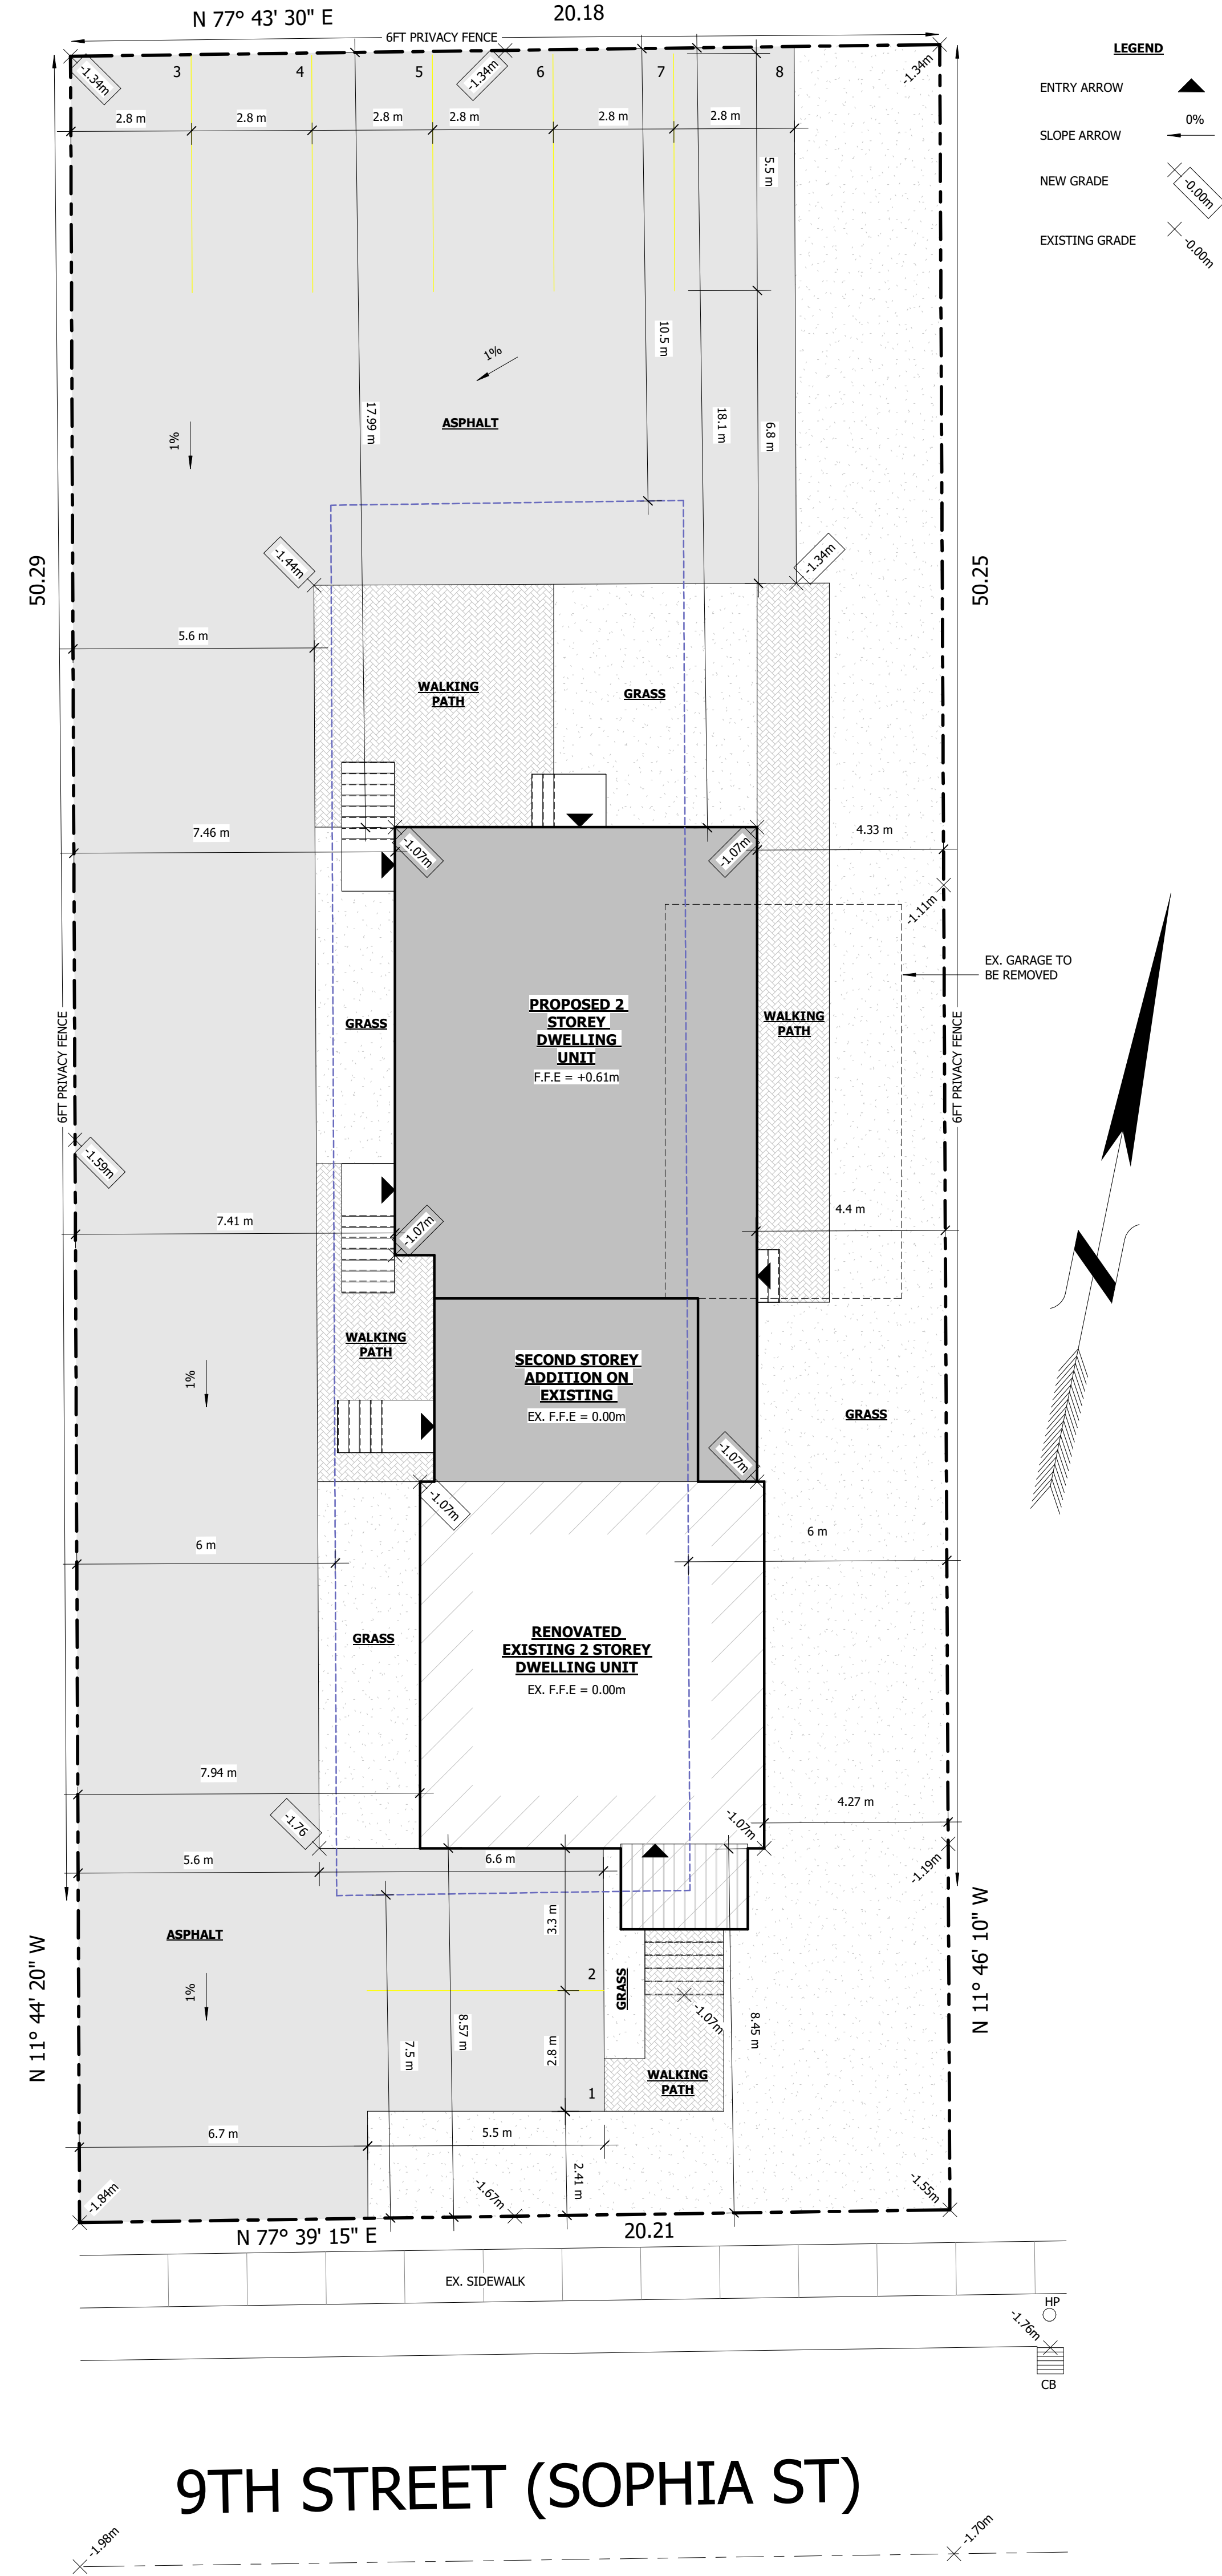 N 77° 43' 30" E
20.18
6FT PRIVACY FENCE
LEGEND
ENTRY ARROW
SLOPE ARROW
0%
NEW GRADE
-0.00m
EXISTING GRADE
-0.00m
-1.34m
3
4
5
-1.34m
6
7
8
-1.34m
2.8 m
2.8 m
2.8 m
2.8 m
2.8 m
2.8 m
5.5 m
10.5 m
1%
17.99 m
ASPHALT
18.1 m
6.8 m
1%
50.29
50.25
-1.44m
-1.34m
5.6 m
WALKING
PATH
GRASS
7.46 m
-1.07m
-1.07m
4.33 m
-1.11m
EX. GARAGE TO
BE REMOVED
PROPOSED 2
STOREY
DWELLING
UNIT
F.F.E = +0.61m
GRASS
WALKING
PATH
6FT PRIVACY FENCE
6FT PRIVACY FENCE
-1.59m
7.41 m
-1.07m
4.4 m
N
WALKING
PATH
1%
SECOND STOREY
ADDITION ON
EXISTING
EX. F.F.E = 0.00m
GRASS
-1.07m
-1.07m
6 m
6 m
GRASS
RENOVATED
EXISTING 2 STOREY
DWELLING UNIT
EX. F.F.E = 0.00m
7.94 m
-1.76
-1.07m
4.27 m
5.6 m
6.6 m
-1.19m
3.3 m
ASPHALT
2
GRASS
1%
-1.07m
N 11° 44' 20" W
N 11° 46' 10" W
7.5 m
8.57 m
2.8 m
8.45 m
1
WALKING
PATH
6.7 m
5.5 m
2.41 m
-1.84m
-1.67m
-1.55m
N 77° 39' 15" E
20.21
EX. SIDEWALK
HP
-1.76m
CB
9TH STREET (SOPHIA ST)
-1.98m
-1.70m